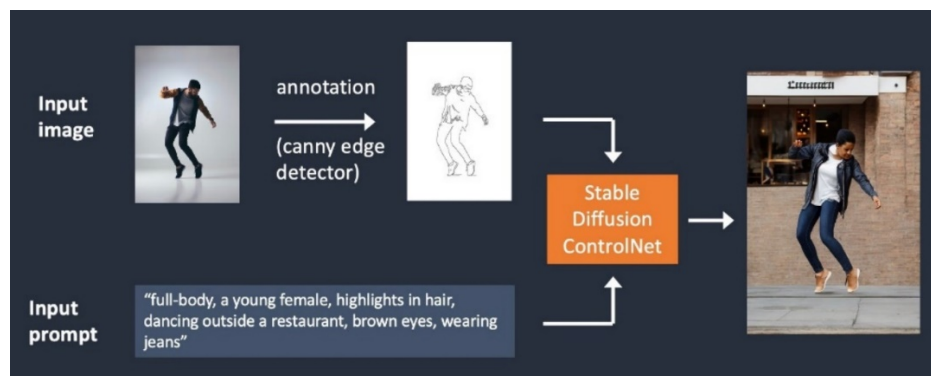 Input
image
annotation
(canny edge
detector)
Stable
Diffusion
ControlNet
Input
prompt
“full-body, a young female, highlights in hair,
dancing outside a restaurant, brown eyes, wearing
jeans”